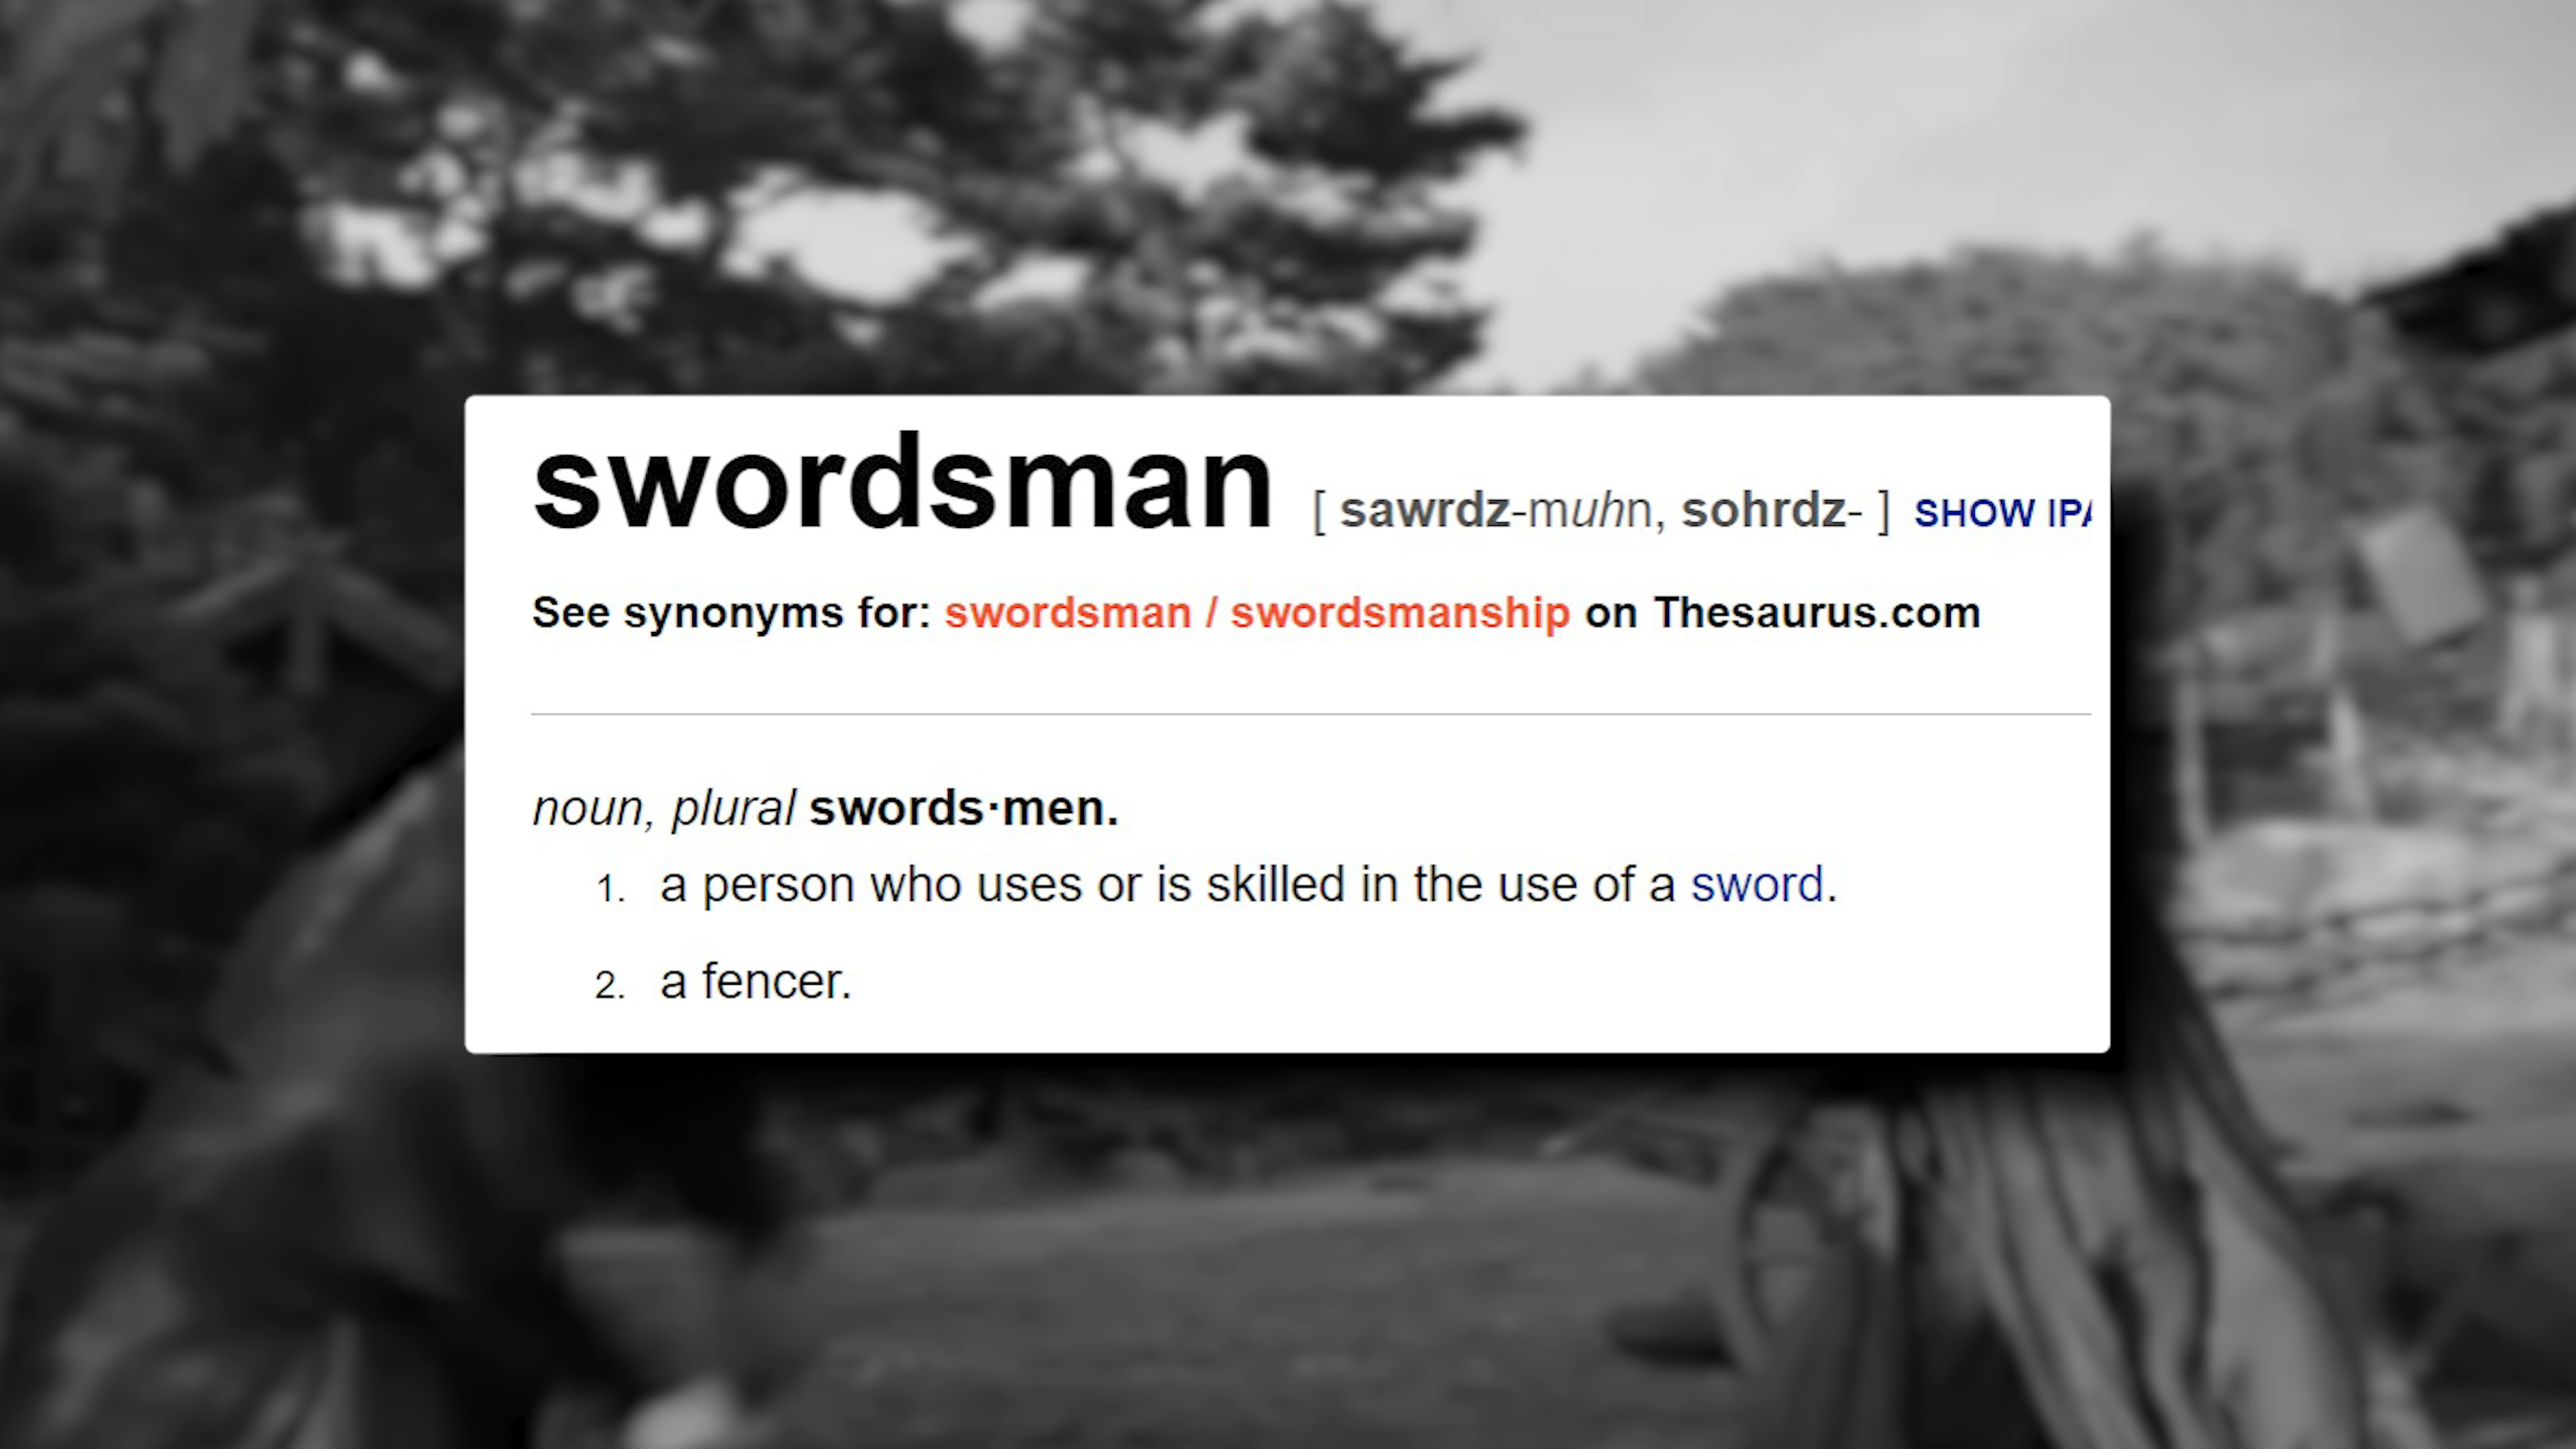 swordsman [ sawrdz-muhn, sohrdz- ] SHOW IPA
See synonyms for: swordsman / swordsmanship on Thesaurus.com
noun, plural swords·men.
1. a person who uses or is skilled in the use of a sword.
2. a fencer.